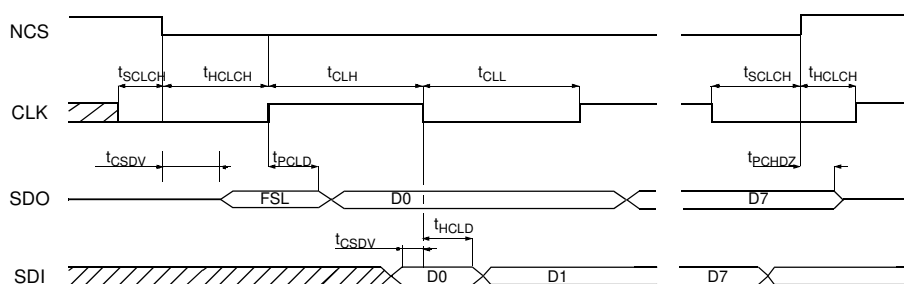 NCS
tSCLCH tHCLCH tCLH tCLL tSCLCH tHCLCH
CLK
tCSDV tPCLD tPCHDZ
SDO FSL D0 D7
tCSDV tHCLD
SDI D0 D1 D7